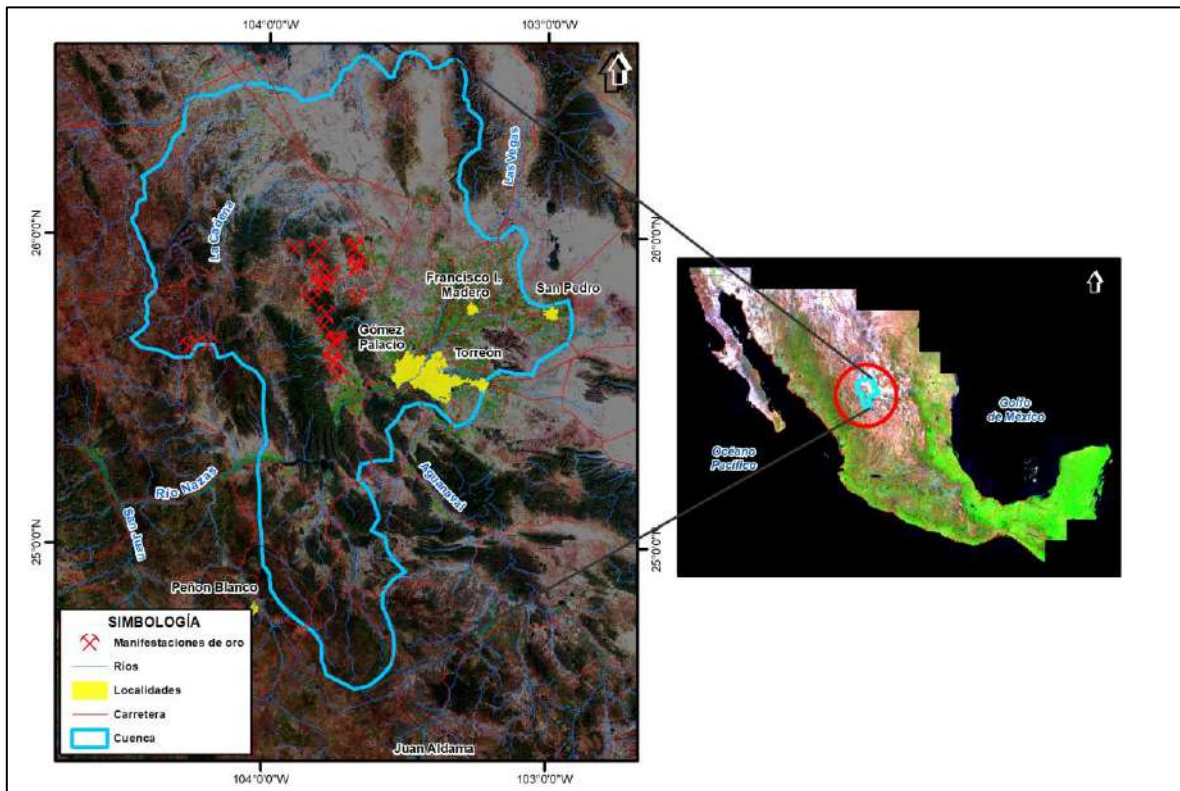 104°0'0"W
103°0'0"W
26°0'0"N
26°0'0"N
Las Vegas
La Cadena
Francisco I.
Madero
San Pedro
Gómez
Palacio
Torreón
Río Nazas
Aguanaval
San Juan
25°0'0"N
25°0'0"N
Peñon Blanco
Juan Aldama
SIMBOLOGÍA
Manifestaciones de oro
Ríos
Localidades
Carretera
Cuenca
104°0'0"W
103°0'0"W
Golfo
de México
Océano
Pacífico